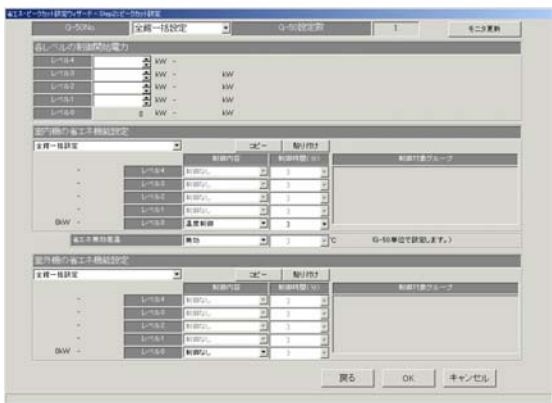 省エネ・ピークカット設定ウィザード - Step2:ピークカット設定
G-50No. 全館一括設定 G-50設定数 1 モニタ更新
各レベルの制御開始電力
レベル4 kW -
レベル3 kW - kW
レベル2 kW - kW
レベル1 kW - kW
レベル0 0 kW - kW
室内機の省エネ機能設定
全館一括設定 コピー 貼り付け
制御内容 制御時間(分) 制御対象グループ
- レベル4 制御なし 3
- レベル3 制御なし 3
- レベル2 制御なし 3
- レベル1 制御なし 3
0kW - レベル0 温度制御 3
省エネ無効温度 無効 1 ℃ (G-50単位で設定します。)
室外機の省エネ機能設定
全館一括設定 コピー 貼り付け
制御内容 制御時間(分) 制御対象グループ
- レベル4 制御なし 3
- レベル3 制御なし 3
- レベル2 制御なし 3
- レベル1 制御なし 3
0kW - レベル0 制御なし 3
戻る OK キャンセル